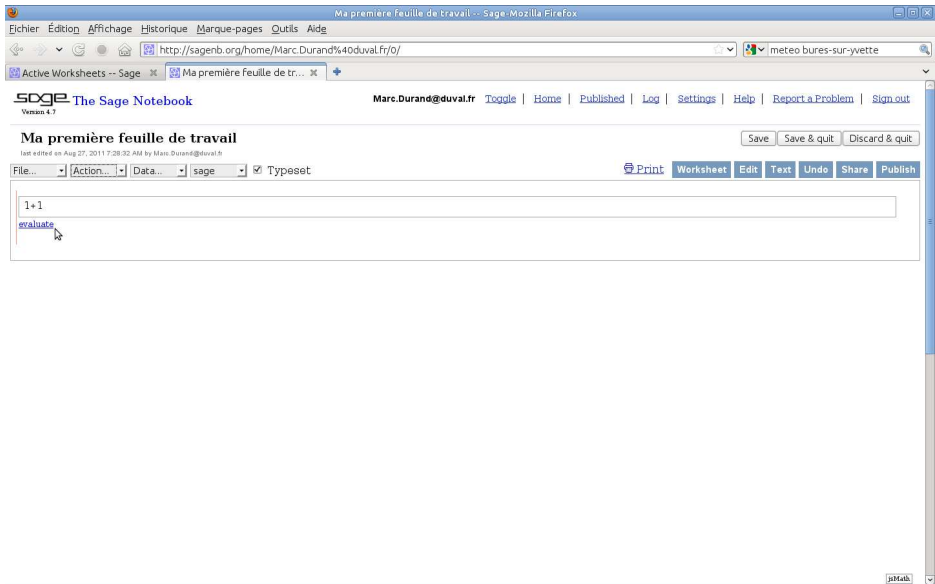 Ma première feuille de travail -- Sage-Mozilla Firefox
Fichier Édition Affichage Historique Marque-pages Outils Aide
http://sagenb.org/home/Marc.Durand%40duval.fr/0/ meteo bures-sur-yvette
Active Worksheets -- Sage Ma première feuille de tr...
sage The Sage Notebook Marc.Durand@duval.fr Toggle | Home | Published | Log | Settings | Help | Report a Problem | Sign out
Version 4.7
Ma première feuille de travail Save Save & quit Discard & quit
last edited on Aug 27, 2011 7:28:32 AM by Marc.Durand@duval.fr
File... Action... Data... sage Typeset Print Worksheet Edit Text Undo Share Publish
1+1
evaluate
jsMath